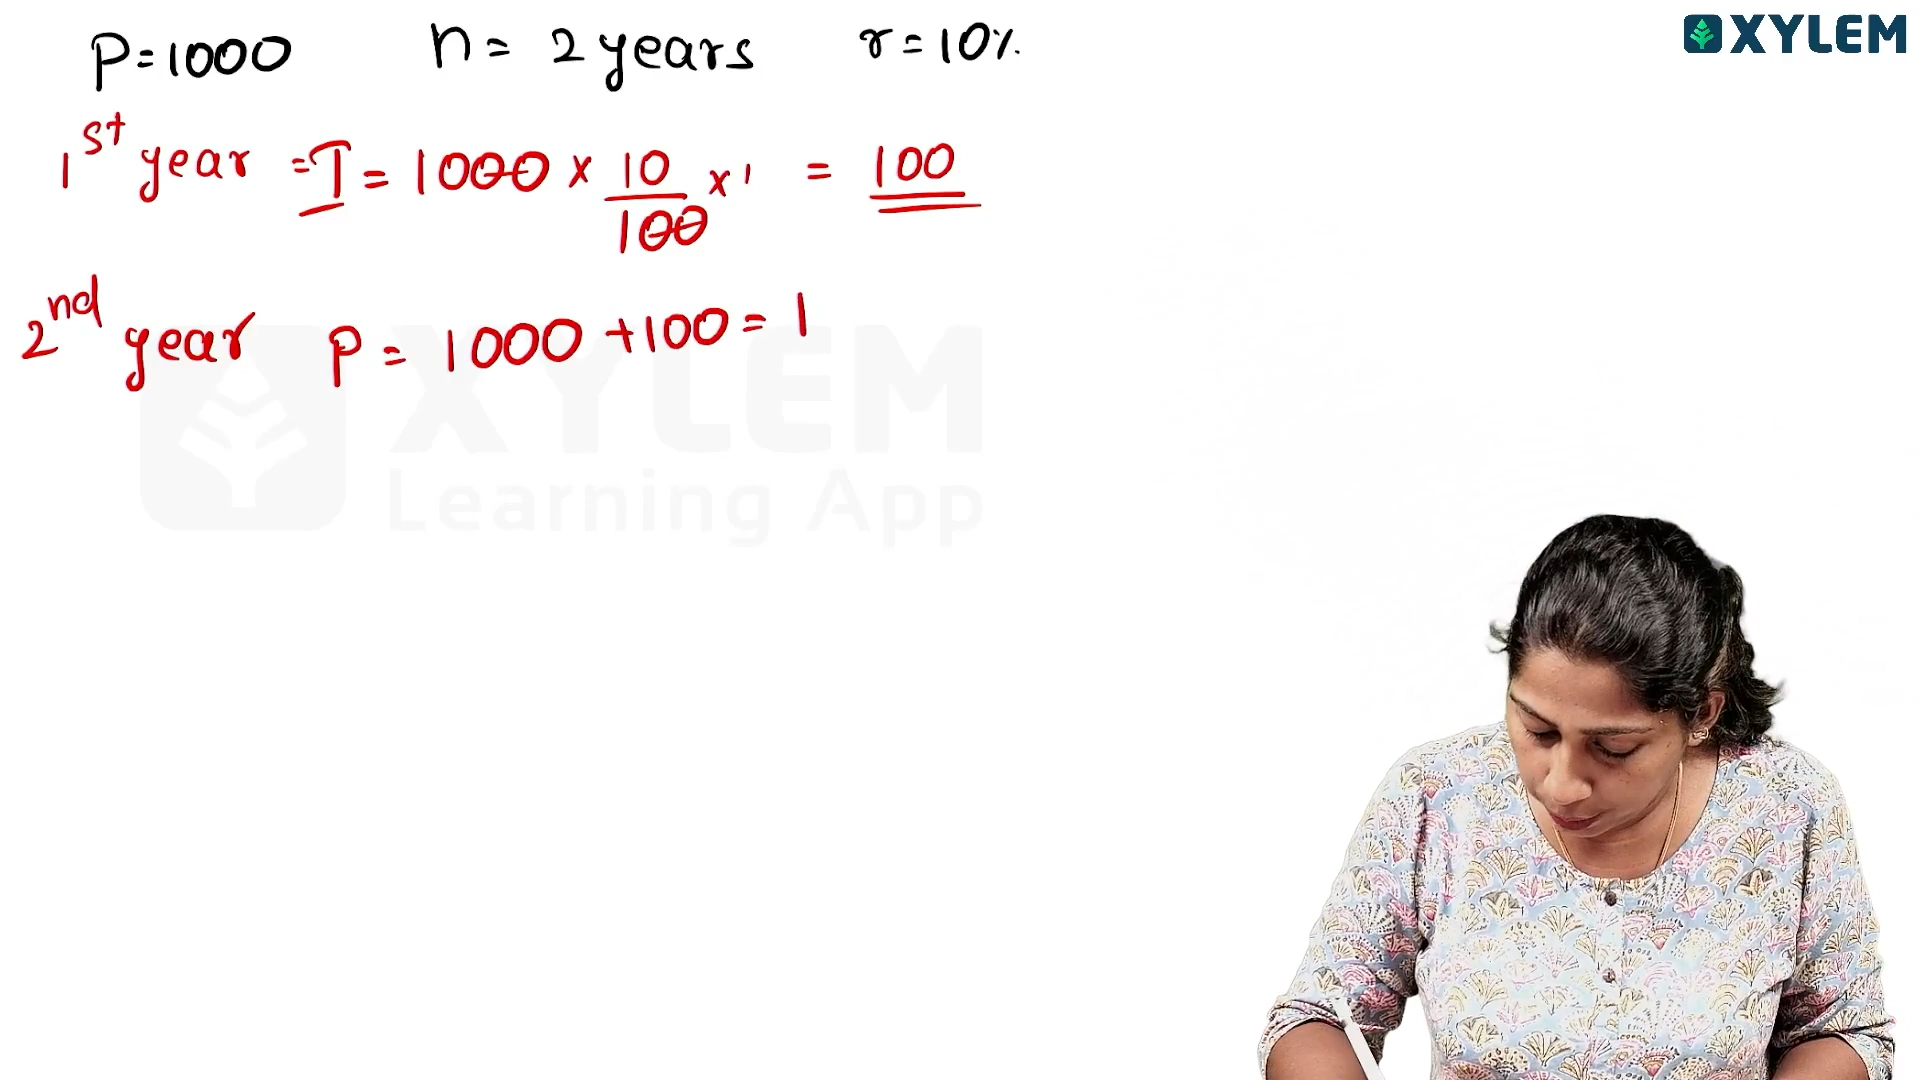 P=1000 n= 2 years r=10%
XYLEM
1st year = I = 1000 × 10/100 ×1 = 100
2nd year P = 1000 +100= 1
XYLEM
Learning App